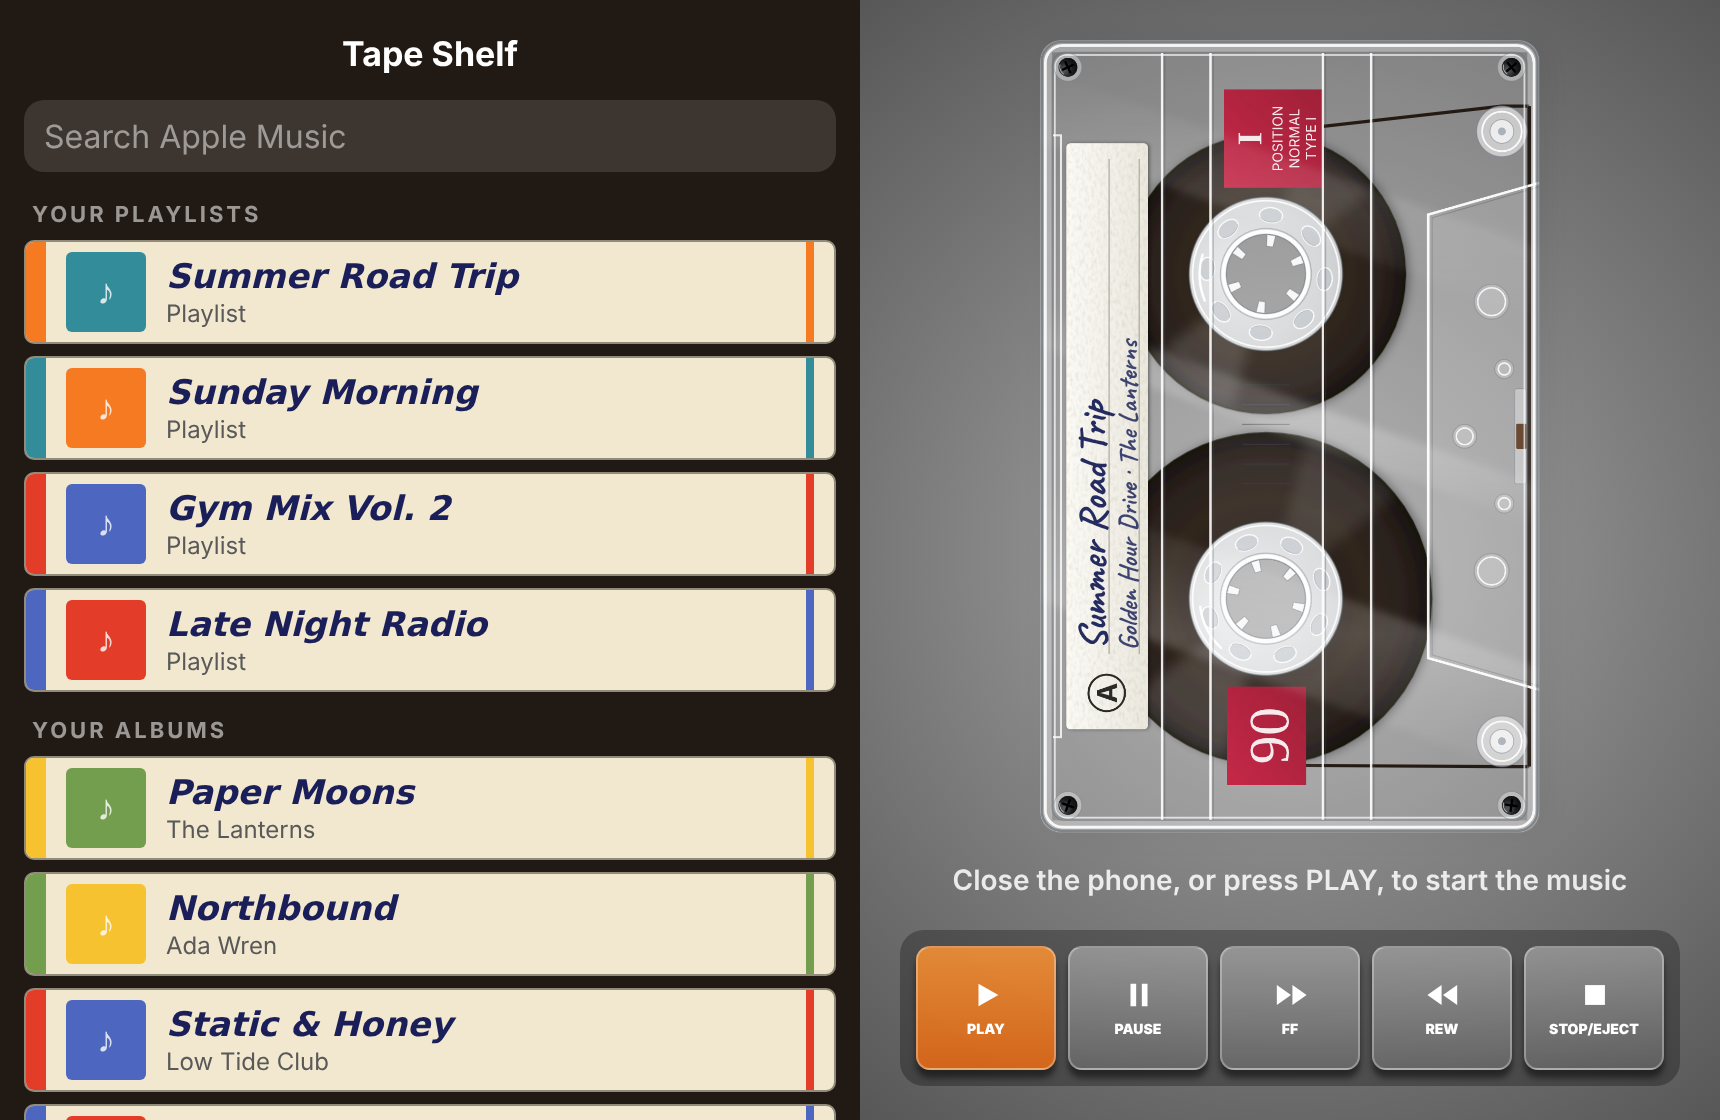 Tape Shelf
Search Apple Music
YOUR PLAYLISTS
Summer Road Trip
Playlist
Sunday Morning
Playlist
Gym Mix Vol. 2
Playlist
Late Night Radio
Playlist
YOUR ALBUMS
Paper Moons
The Lanterns
Northbound
Ada Wren
Static & Honey
Low Tide Club
I
POSITION
NORMAL
TYPE I
A
Summer Road Trip
Golden Hour Drive · The Lanterns
90
Close the phone, or press PLAY, to start the music
PLAY
PAUSE
FF
REW
STOP/EJECT